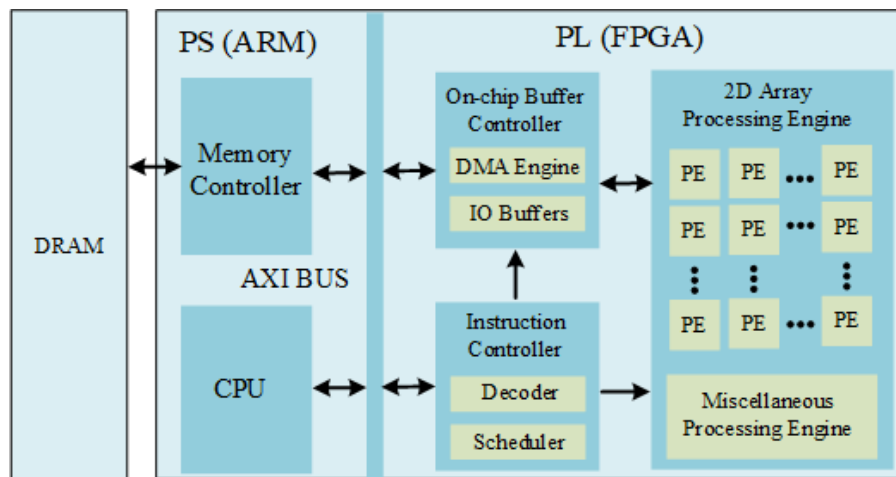 DRAM
PS (ARM)
Memory
Controller
AXI BUS
CPU
PL (FPGA)
On-chip Buffer
Controller
DMA Engine
IO Buffers
Instruction
Controller
Decoder
Scheduler
2D Array
Processing Engine
PE PE ••• PE
PE PE ••• PE
PE PE ••• PE
Miscellaneous
Processing Engine